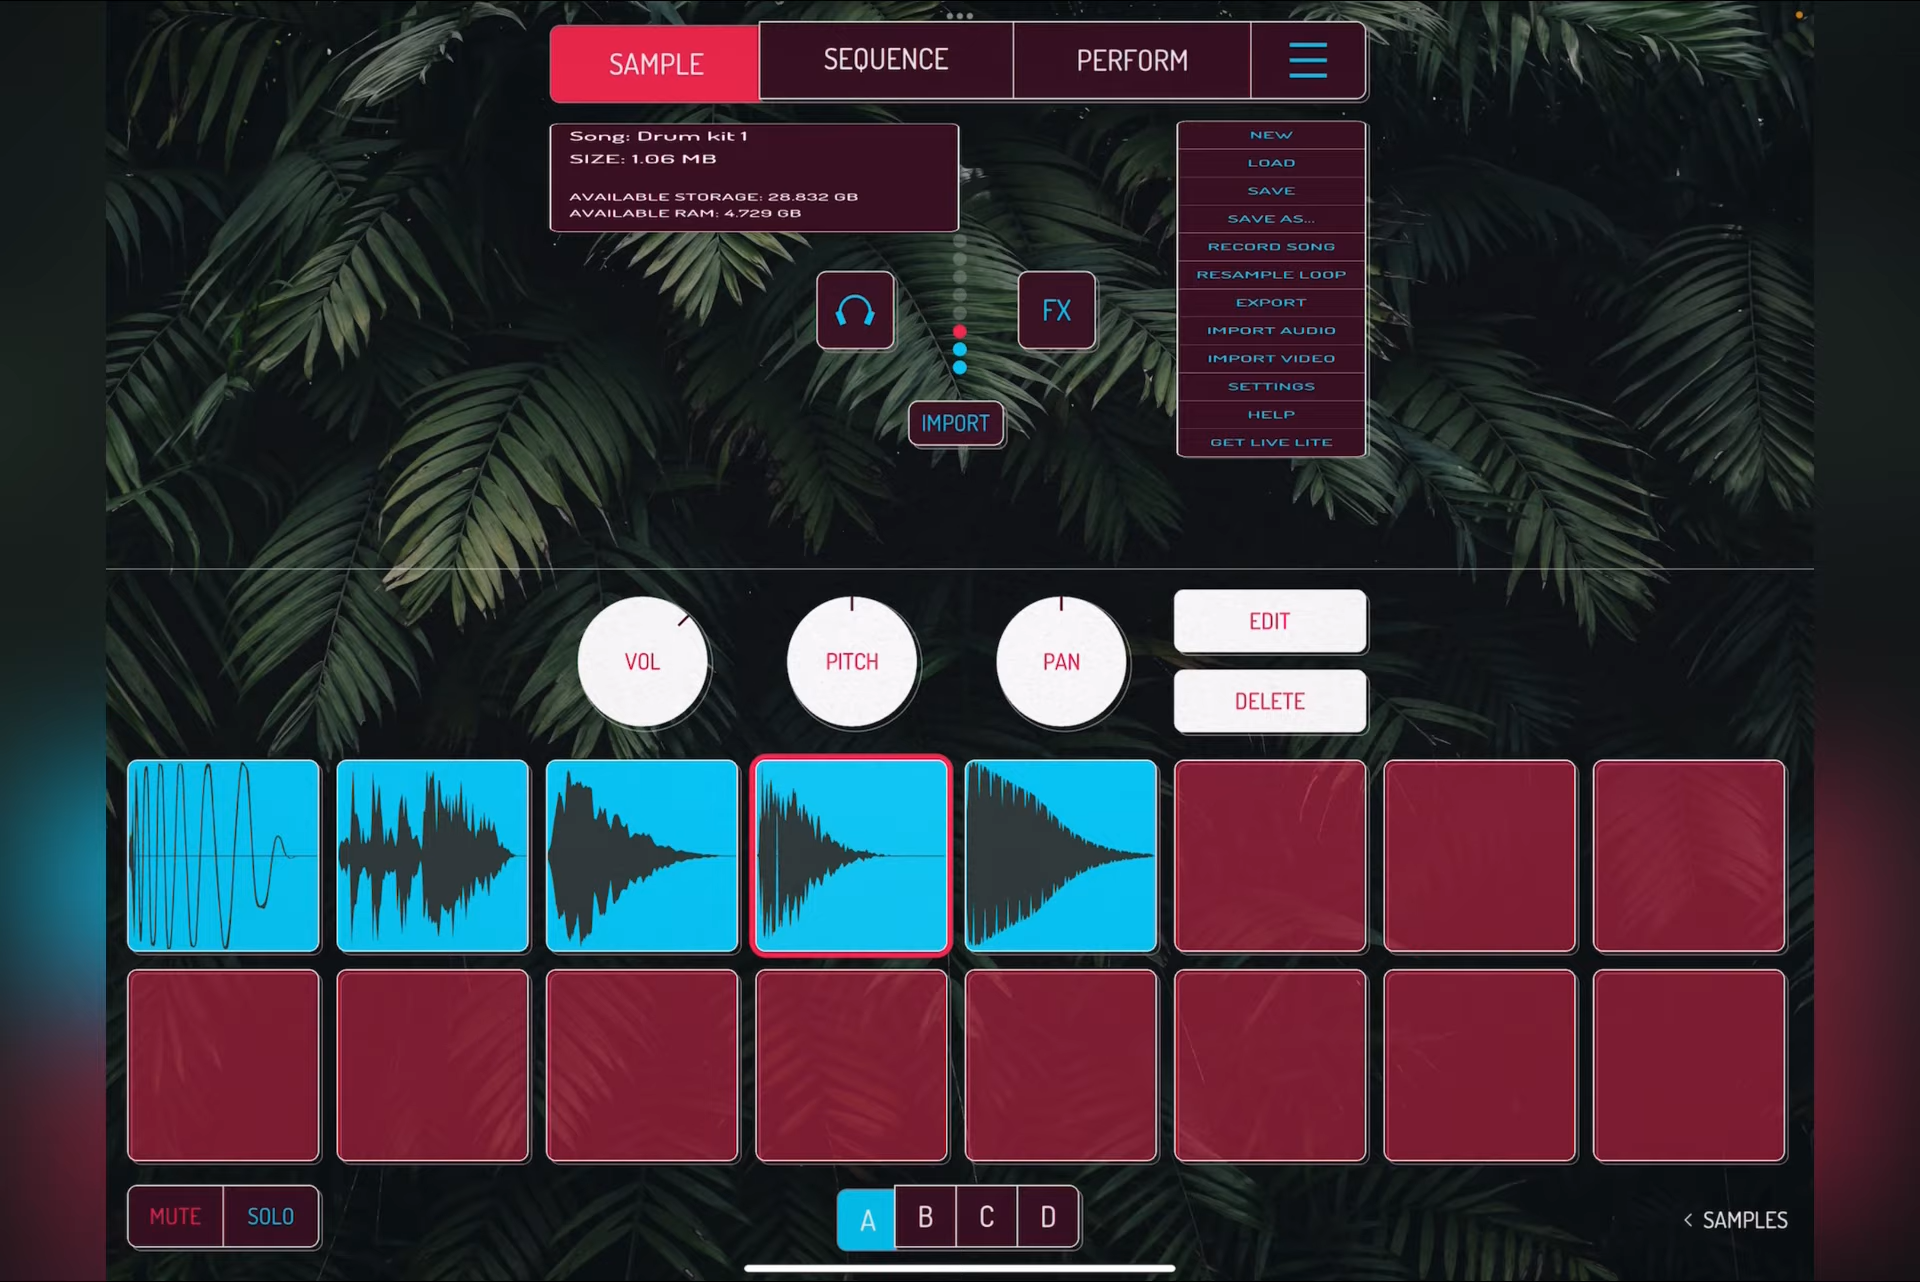 SAMPLE
SEQUENCE
PERFORM
Song: Drum kit 1
SIZE: 1.06 MB
AVAILABLE STORAGE: 28.832 GB
AVAILABLE RAM: 4.729 GB
NEW
LOAD
SAVE
SAVE AS...
RECORD SONG
RESAMPLE LOOP
EXPORT
IMPORT AUDIO
IMPORT VIDEO
SETTINGS
HELP
GET LIVE LITE
FX
IMPORT
VOL
PITCH
PAN
EDIT
DELETE
MUTE
SOLO
A
B
C
D
< SAMPLES